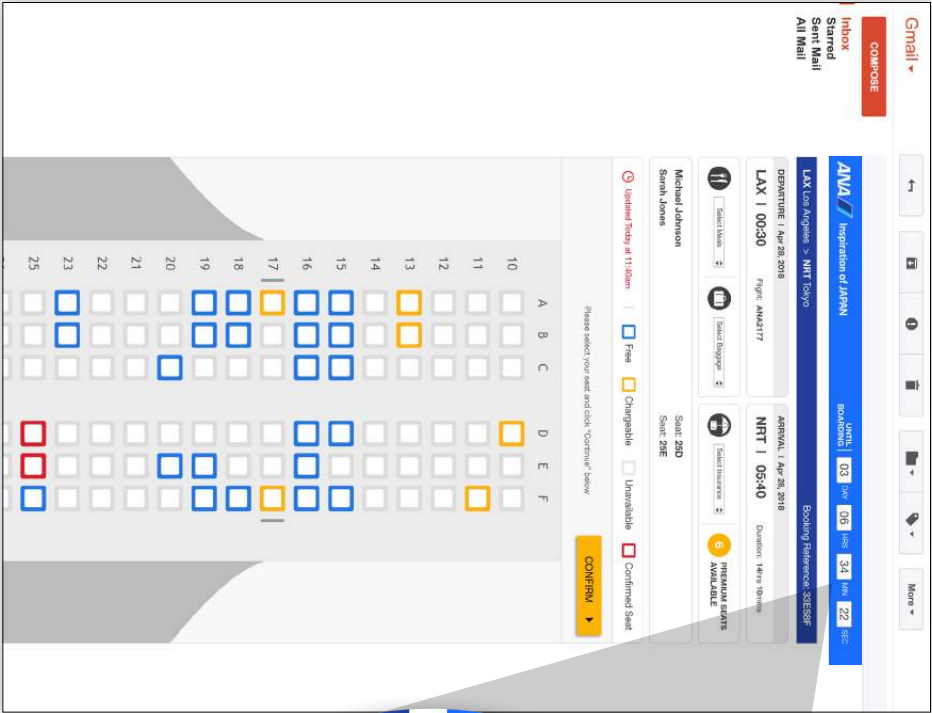 Gmail
More
COMPOSE
Inbox
Starred
Sent Mail
All Mail
ANA Inspiration of JAPAN
UNTIL BOARDING 03 DAY 06 HRS 34 MIN 22 SEC
LAX Los Angeles > NRT Tokyo
Booking Reference: 33E58F
DEPARTURE | Apr 28, 2018
LAX | 00:30 Flight: ANA2177
ARRIVAL | Apr 26, 2018
NRT | 05:40 Duration: 14hrs 10mins
Select Meals
Select Baggage
Select Insurance
6 PREMIUM SEATS AVAILABLE
Michael Johnson Seat: 25D
Sarah Jones Seat: 25E
Updated Today at 11:40am
Free
Chargeable
Unavailable
Confirmed Seat
Please select your seat and click "Continue" below
CONFIRM
A B C D E F
10
11
12
13
14
15
16
17
18
19
20
21
22
23
25